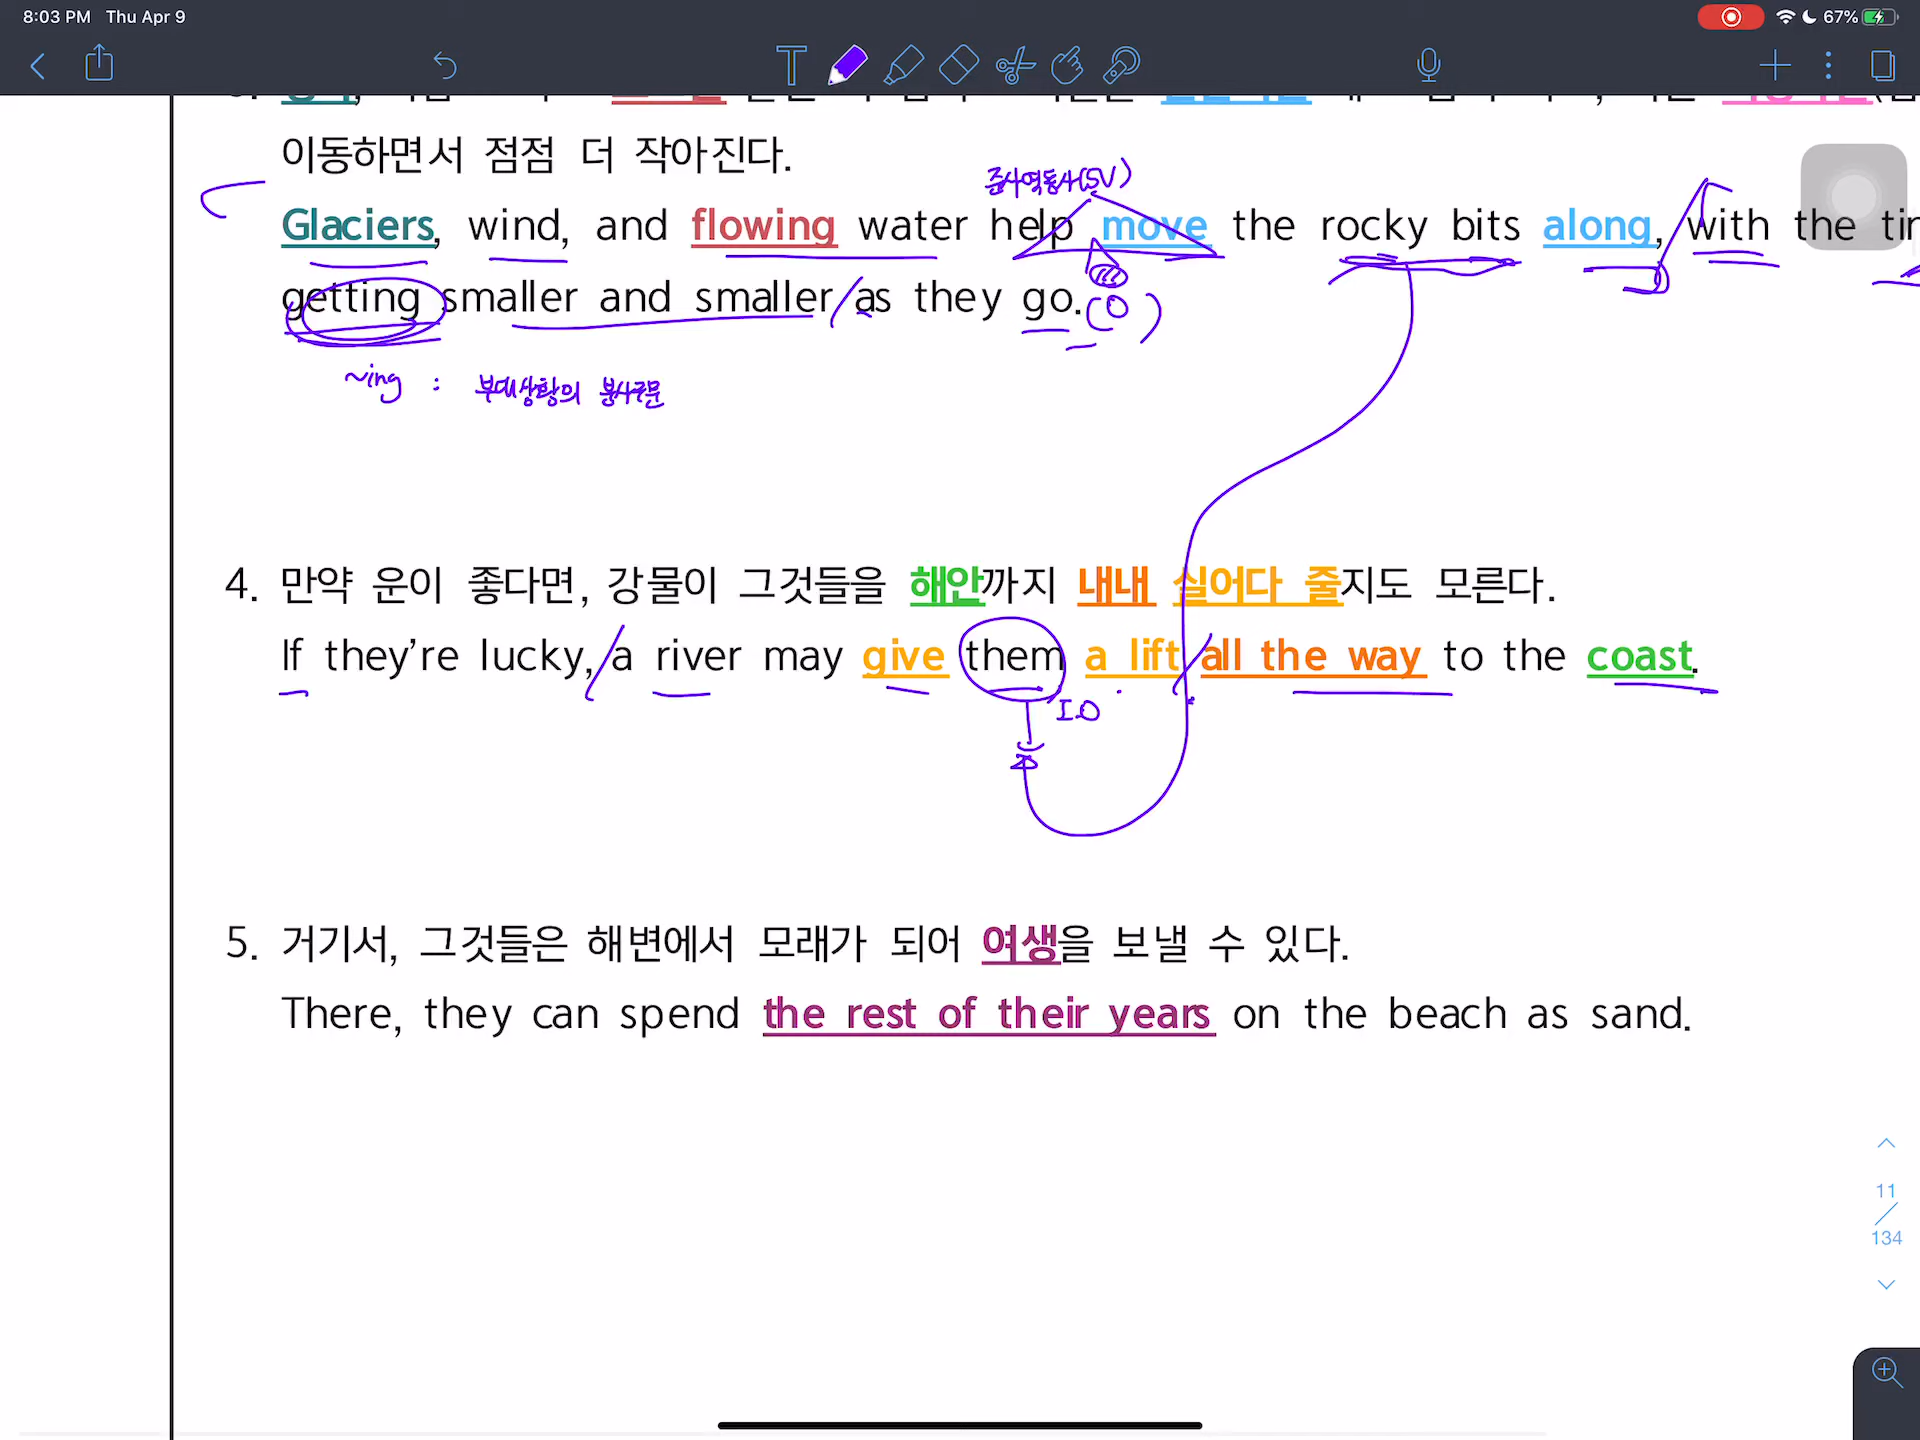 8:03 PM Thu Apr 9 67%
이동하면서 점점 더 작아진다.
준사역동사(5V)
Glaciers, wind, and flowing water help move the rocky bits along, with the
getting smaller and smaller as they go. (O)
~ing : 부대상황의 분사구문
4. 만약 운이 좋다면, 강물이 그것들을 해안까지 내내 실어다 줄지도 모른다.
If they're lucky, a river may give them a lift all the way to the coast.
I.O
5. 거기서, 그것들은 해변에서 모래가 되어 여생을 보낼 수 있다.
There, they can spend the rest of their years on the beach as sand.
11
134